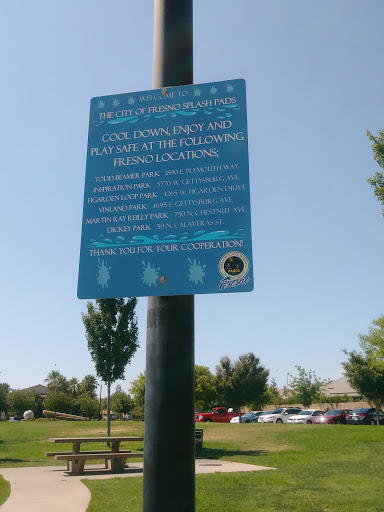 WELCOME TO
THE CITY OF FRESNO SPLASH PADS
COOL DOWN, ENJOY AND
PLAY SAFE AT THE FOLLOWING
FRESNO LOCATIONS;
TODD BEAMER PARK 1890 E. PLYMOUTH WAY
INSPIRATION PARK 5770 W. GETTYSBURG AVE.
FIGARDEN LOOP PARK 4265 W. FIGARDEN DRIVE
VINLAND PARK 4695 E. GETTYSBURG AVE.
MARTIN RAY REILLY PARK 750 N. CHESTNUT AVE.
DICKEY PARK 50 N. CALAVERAS ST.
THANK YOU FOR YOUR COOPERATION!
PARCS
FRESNO